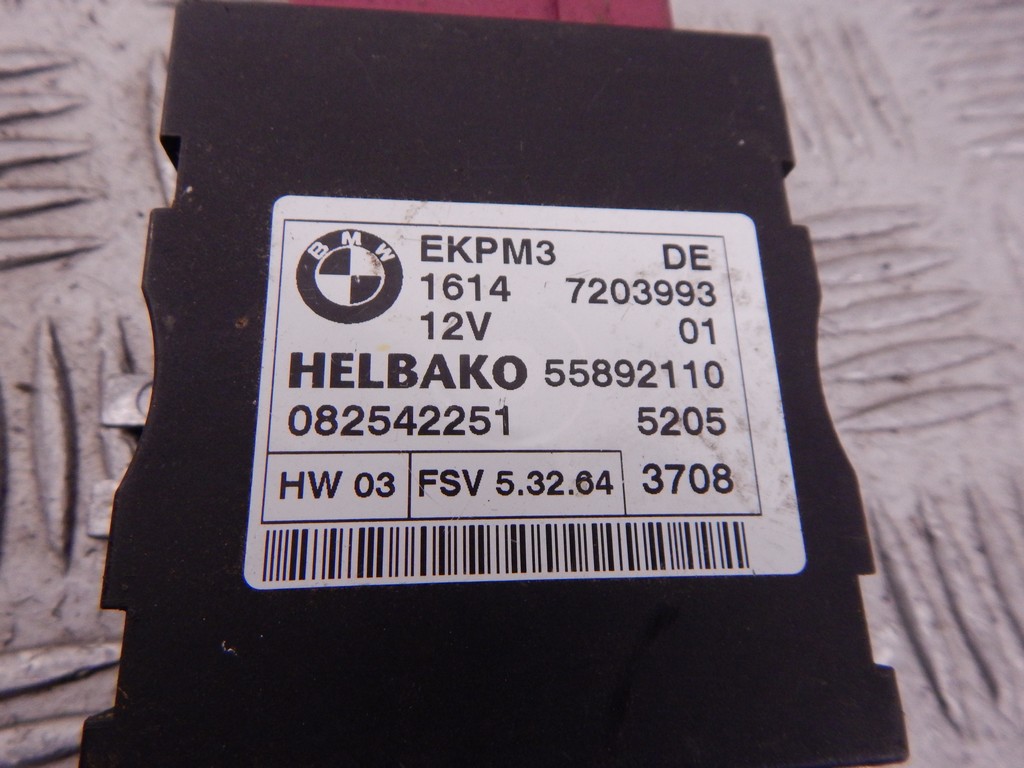 BMW
EKPM3 DE
1614 7203993
12V 01
HELBAKO 55892110
082542251 5205
HW 03 FSV 5.32.64 3708